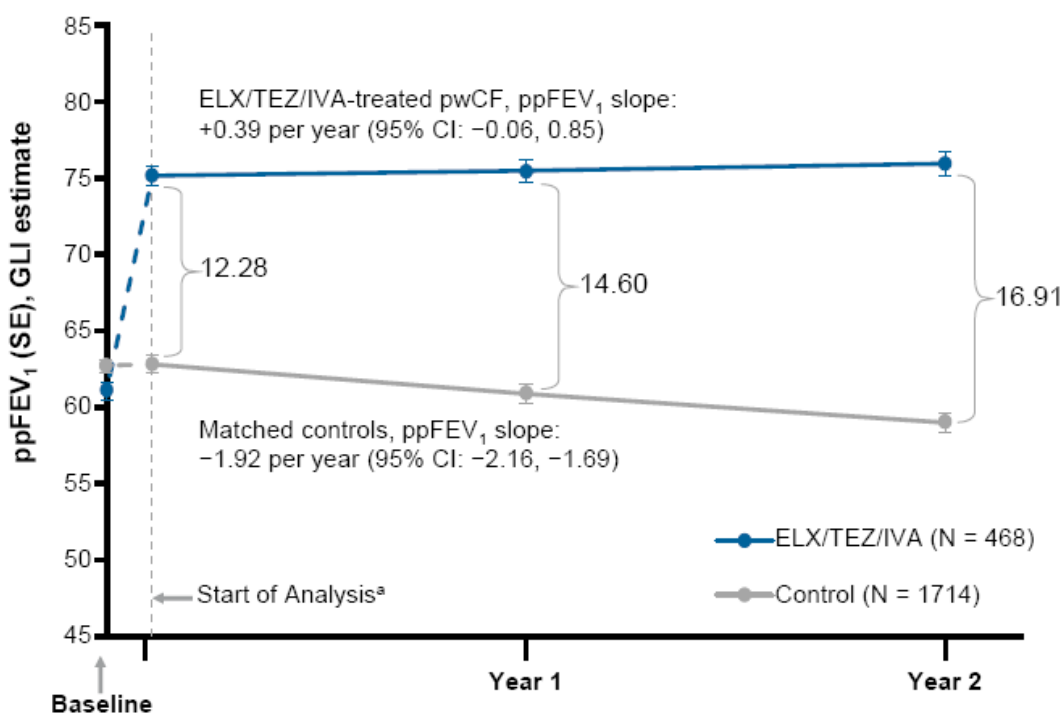 85
80
75
70
65
60
55
50
45
ppFEV₁ (SE), GLI estimate
ELX/TEZ/IVA-treated pwCF, ppFEV₁ slope:
+0.39 per year (95% CI: −0.06, 0.85)
12.28
14.60
16.91
Matched controls, ppFEV₁ slope:
−1.92 per year (95% CI: −2.16, −1.69)
ELX/TEZ/IVA (N = 468)
Control (N = 1714)
Start of Analysisᵃ
Baseline
Year 1
Year 2